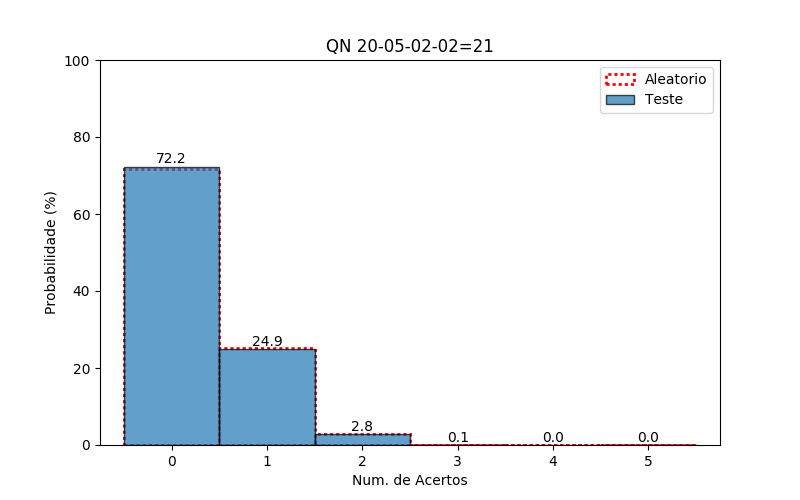 QN 20-05-02-02=21
Aleatorio
Teste
Probabilidade (%)
100
80
60
40
20
0
72.2
24.9
2.8
0.1
0.0
0.0
0 1 2 3 4 5
Num. de Acertos